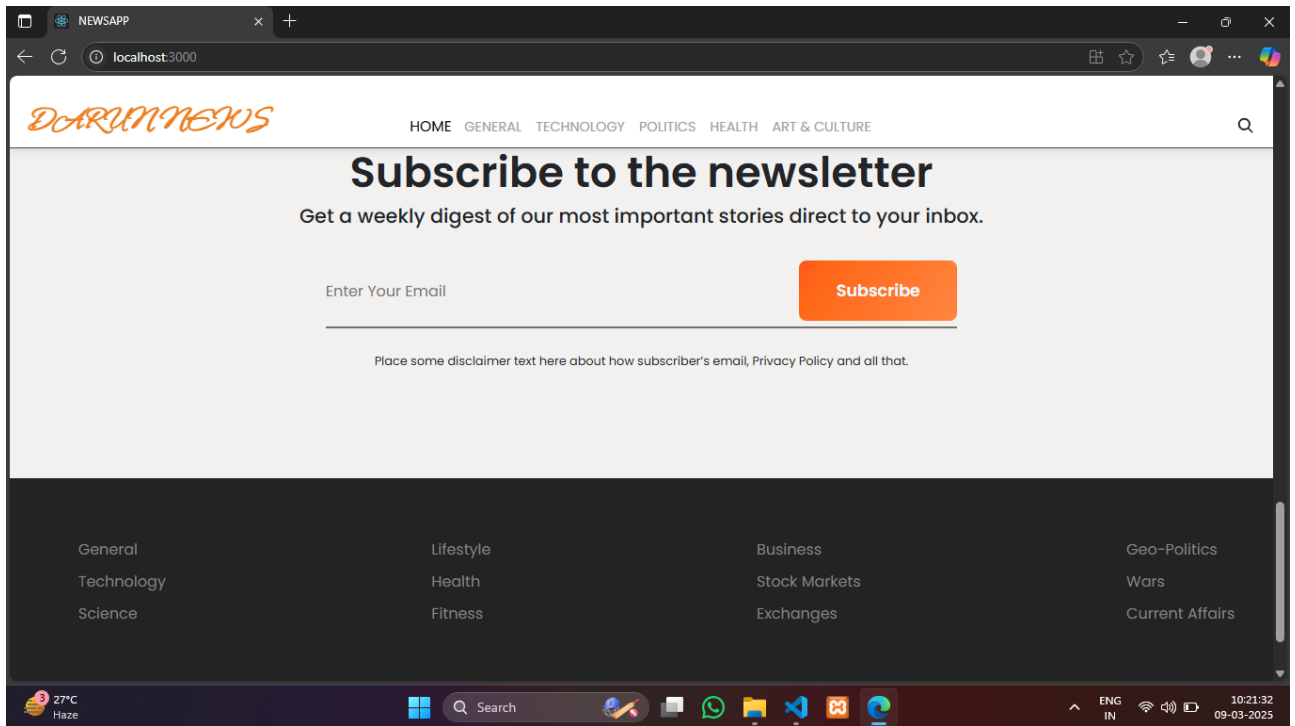 NEWSAPP
localhost:3000
DARUNNEWS
HOME GENERAL TECHNOLOGY POLITICS HEALTH ART & CULTURE
Subscribe to the newsletter
Get a weekly digest of our most important stories direct to your inbox.
Enter Your Email
Subscribe
Place some disclaimer text here about how subscriber’s email, Privacy Policy and all that.
General Lifestyle Business Geo-Politics
Technology Health Stock Markets Wars
Science Fitness Exchanges Current Affairs
3
27°C
Haze
Search
ENG
IN
10:21:32
09-03-2025